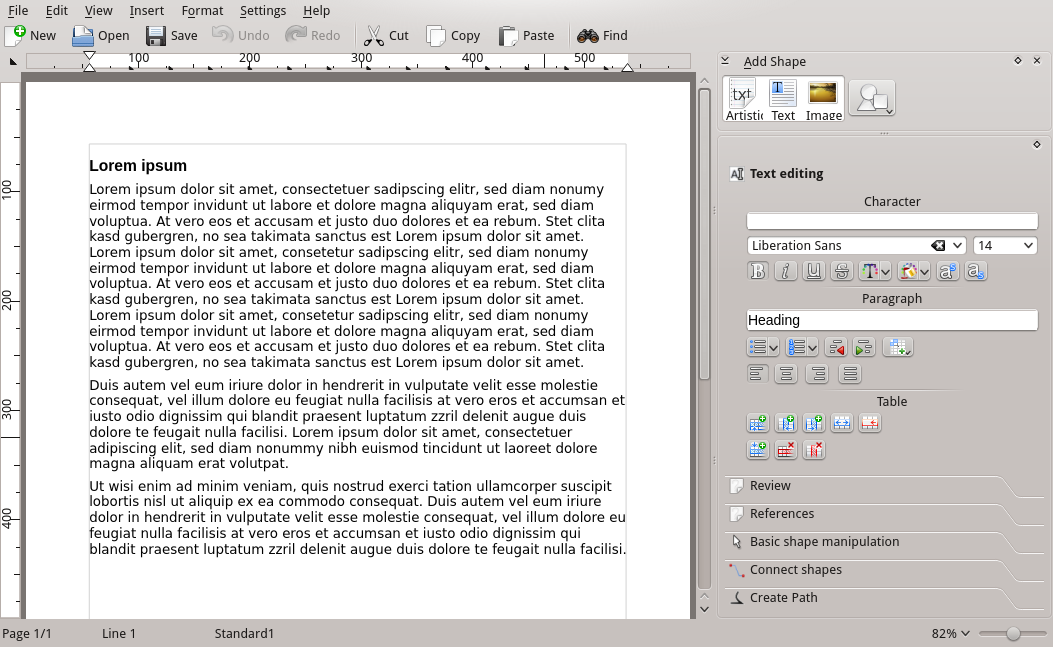 File Edit View Insert Format Settings Help
New Open Save Undo Redo Cut Copy Paste Find
100 200 300 400 500
Add Shape
txt T
Artistic Text Image
100
200
300
400
Lorem ipsum
Lorem ipsum dolor sit amet, consectetuer sadipscing elitr, sed diam nonumy
eirmod tempor invidunt ut labore et dolore magna aliquyam erat, sed diam
voluptua. At vero eos et accusam et justo duo dolores et ea rebum. Stet clita
kasd gubergren, no sea takimata sanctus est Lorem ipsum dolor sit amet.
Lorem ipsum dolor sit amet, consetetur sadipscing elitr, sed diam nonumy
eirmod tempor invidunt ut labore et dolore magna aliquyam erat, sed diam
voluptua. At vero eos et accusam et justo duo dolores et ea rebum. Stet clita
kasd gubergren, no sea takimata sanctus est Lorem ipsum dolor sit amet.
Lorem ipsum dolor sit amet, consetetur sadipscing elitr, sed diam nonumy
eirmod tempor invidunt ut labore et dolore magna aliquyam erat, sed diam
voluptua. At vero eos et accusam et justo duo dolores et ea rebum. Stet clita
kasd gubergren, no sea takimata sanctus est Lorem ipsum dolor sit amet.
Duis autem vel eum iriure dolor in hendrerit in vulputate velit esse molestie
consequat, vel illum dolore eu feugiat nulla facilisis at vero eros et accumsan et
iusto odio dignissim qui blandit praesent luptatum zzril delenit augue duis
dolore te feugait nulla facilisi. Lorem ipsum dolor sit amet, consectetuer
adipiscing elit, sed diam nonummy nibh euismod tincidunt ut laoreet dolore
magna aliquam erat volutpat.
Ut wisi enim ad minim veniam, quis nostrud exerci tation ullamcorper suscipit
lobortis nisl ut aliquip ex ea commodo consequat. Duis autem vel eum iriure
dolor in hendrerit in vulputate velit esse molestie consequat, vel illum dolore eu
feugiat nulla facilisis at vero eros et accumsan et iusto odio dignissim qui
blandit praesent luptatum zzril delenit augue duis dolore te feugait nulla facilisi.
Text editing
Character
Liberation Sans 14
B i U S T a a
Paragraph
Heading
Table
Review
References
Basic shape manipulation
Connect shapes
Create Path
Page 1/1 Line 1 Standard1 82%